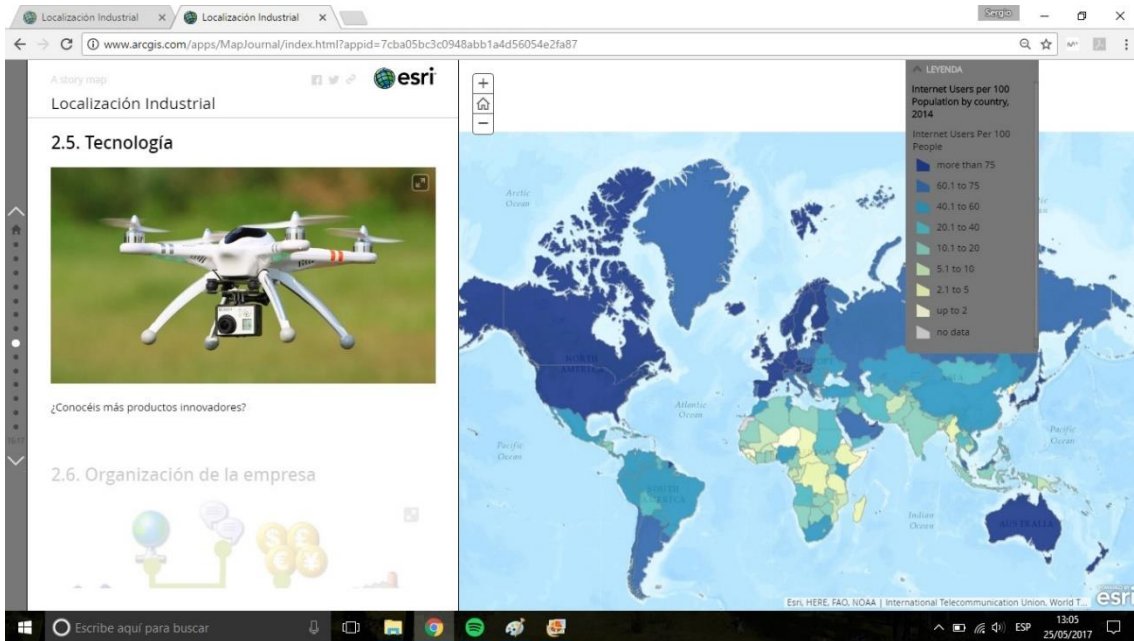 Localización Industrial
Localización Industrial
Sergio
www.arcgis.com/apps/MapJournal/index.html?appid=7cba05bc3c0948abb1a4d56054e2fa87
A story map
esri
Localización Industrial
2.5. Tecnología
¿Conocéis más productos innovadores?
2.6. Organización de la empresa
LEYENDA
Internet Users per 100
Population by country,
2014
Internet Users Per 100
People
more than 75
60.1 to 75
40.1 to 60
20.1 to 40
10.1 to 20
5.1 to 10
2.1 to 5
up to 2
no data
Arctic
Ocean
NORTH
AMERICA
Atlantic
Ocean
Pacific
Ocean
SOUTH
AMERICA
Indian
Ocean
AUSTRALIA
Pacific
Ocean
Esri, HERE, FAO, NOAA | International Telecommunication Union, World T...
esri
Escribe aquí para buscar
ESP
13:05
25/05/2017